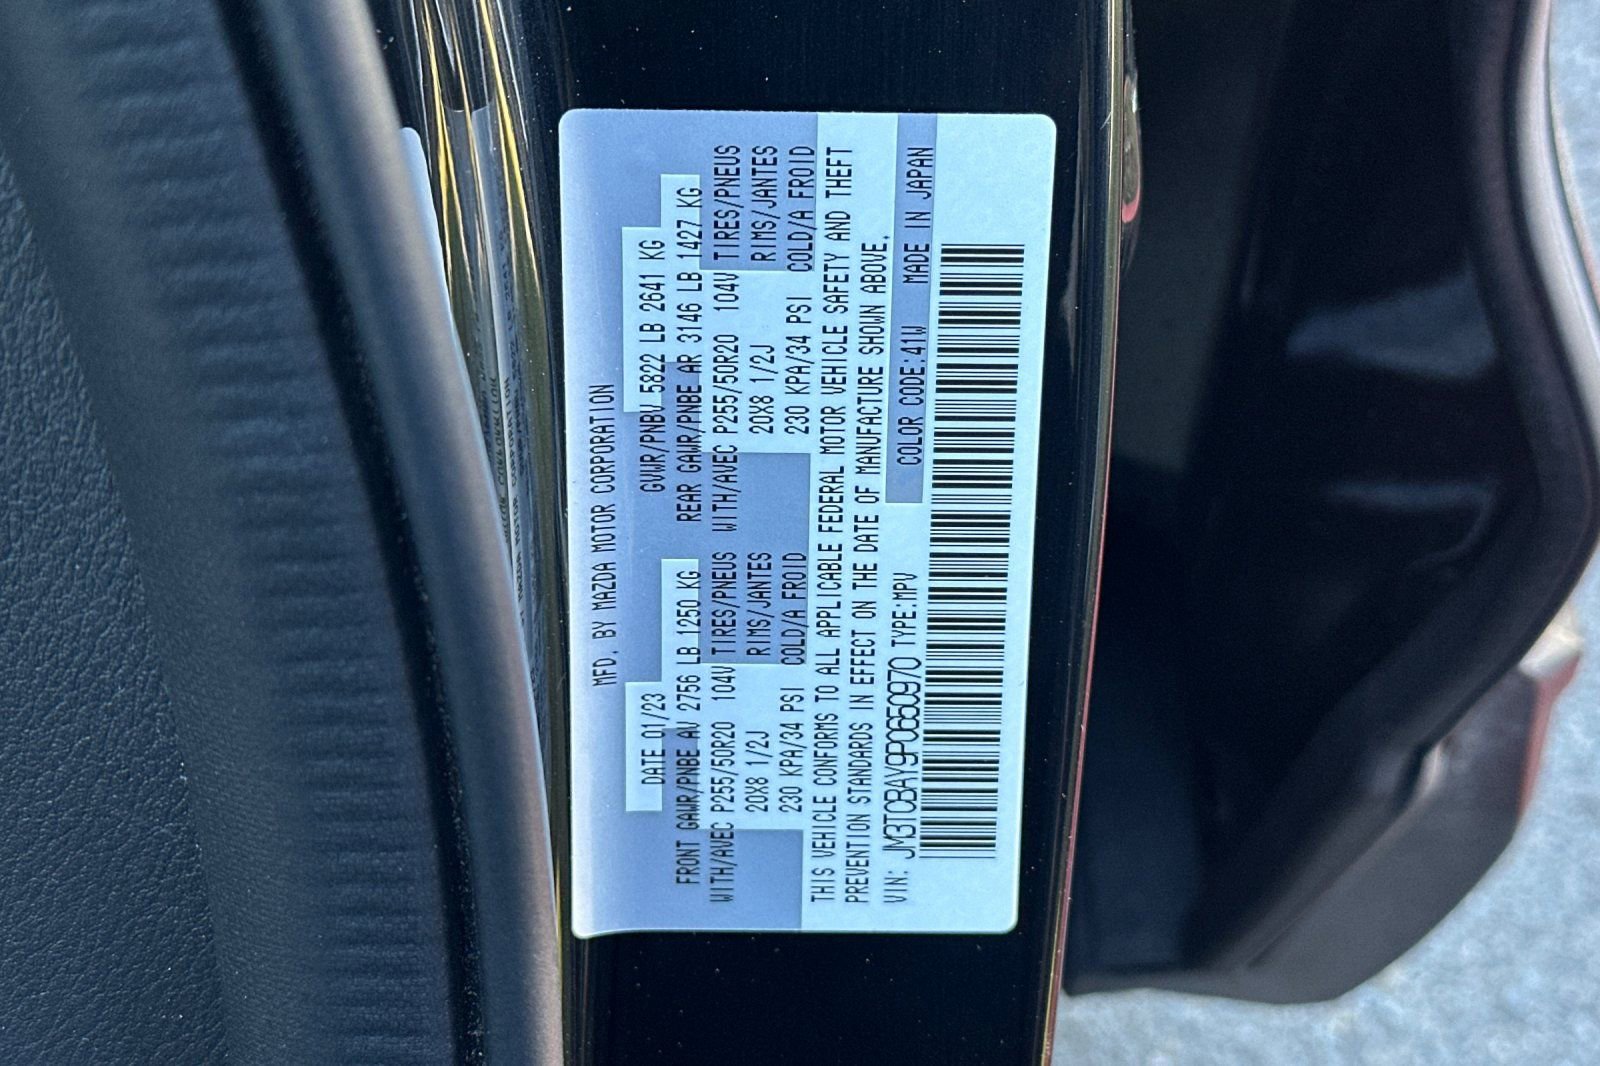 MFD. BY MAZDA MOTOR CORPORATION
DATE 01/23 GVWR/PNBV 5822 LB 2641 KG
FRONT GAWR/PNBE AV 2756 LB 1250 KG REAR GAWR/PNBE AR 3146 LB 1427 KG
WITH/AVEC P255/50R20 104V TIRES/PNEUS WITH/AVEC P255/50R20 104V TIRES/PNEUS
20X8 1/2J RIMS/JANTES 20X8 1/2J RIMS/JANTES
230 KPA/34 PSI COLD/A FROID 230 KPA/34 PSI COLD/A FROID
THIS VEHICLE CONFORMS TO ALL APPLICABLE FEDERAL MOTOR VEHICLE SAFETY AND THEFT
PREVENTION STANDARDS IN EFFECT ON THE DATE OF MANUFACTURE SHOWN ABOVE.
VIN: JM3T0BAY9P0650970 TYPE:MPV COLOR CODE:41W MADE IN JAPAN